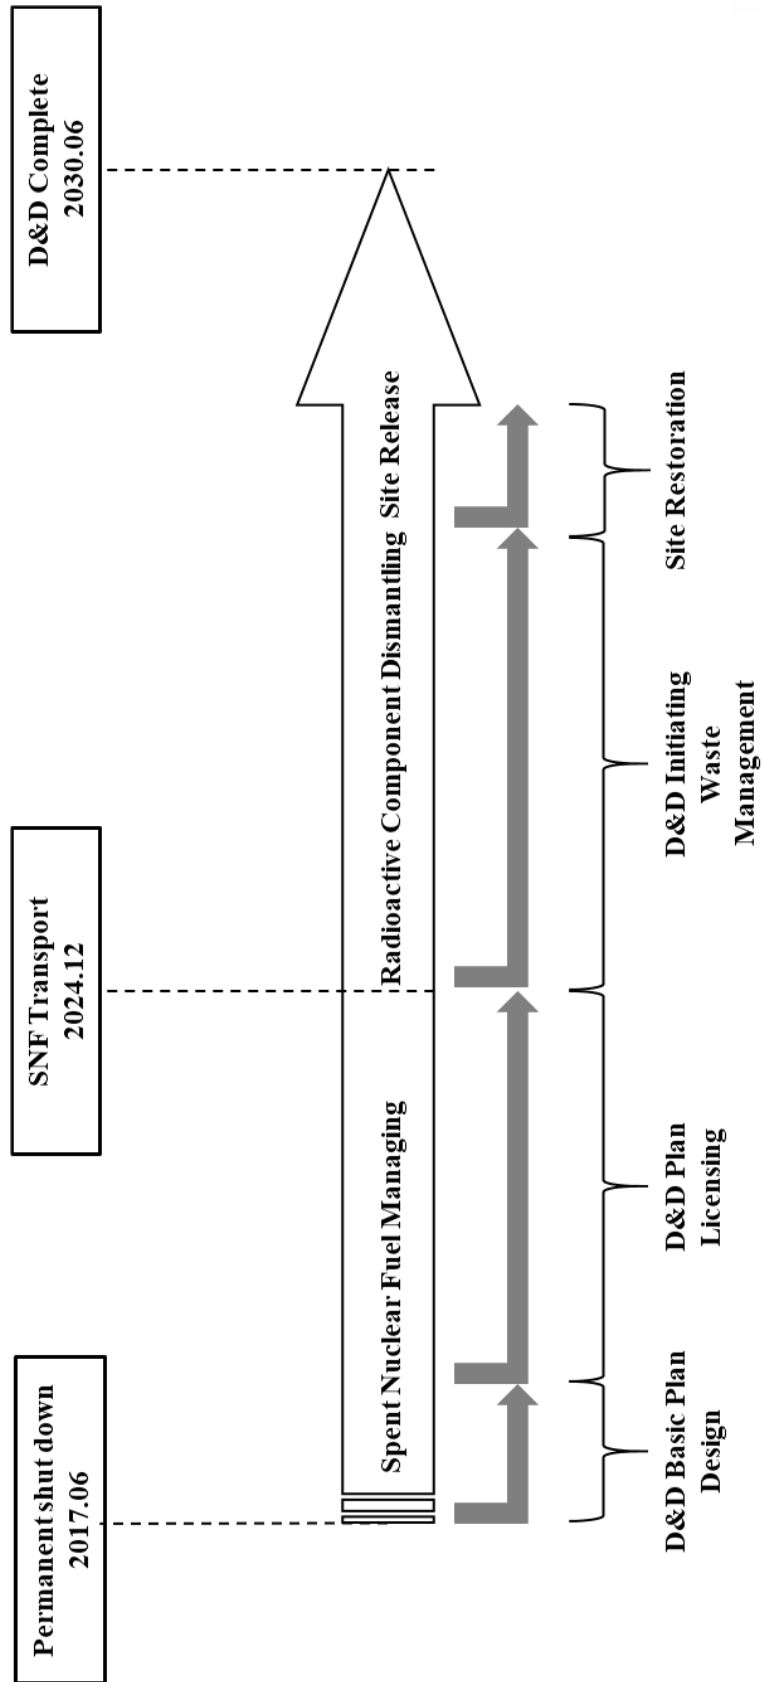 Permanent shut down
2017.06
SNF Transport
2024.12
D&D Complete
2030.06
Spent Nuclear Fuel Managing
Radioactive Component Dismantling
Site Release
D&D Basic Plan
Design
D&D Plan
Licensing
D&D Initiating
Waste
Management
Site Restoration